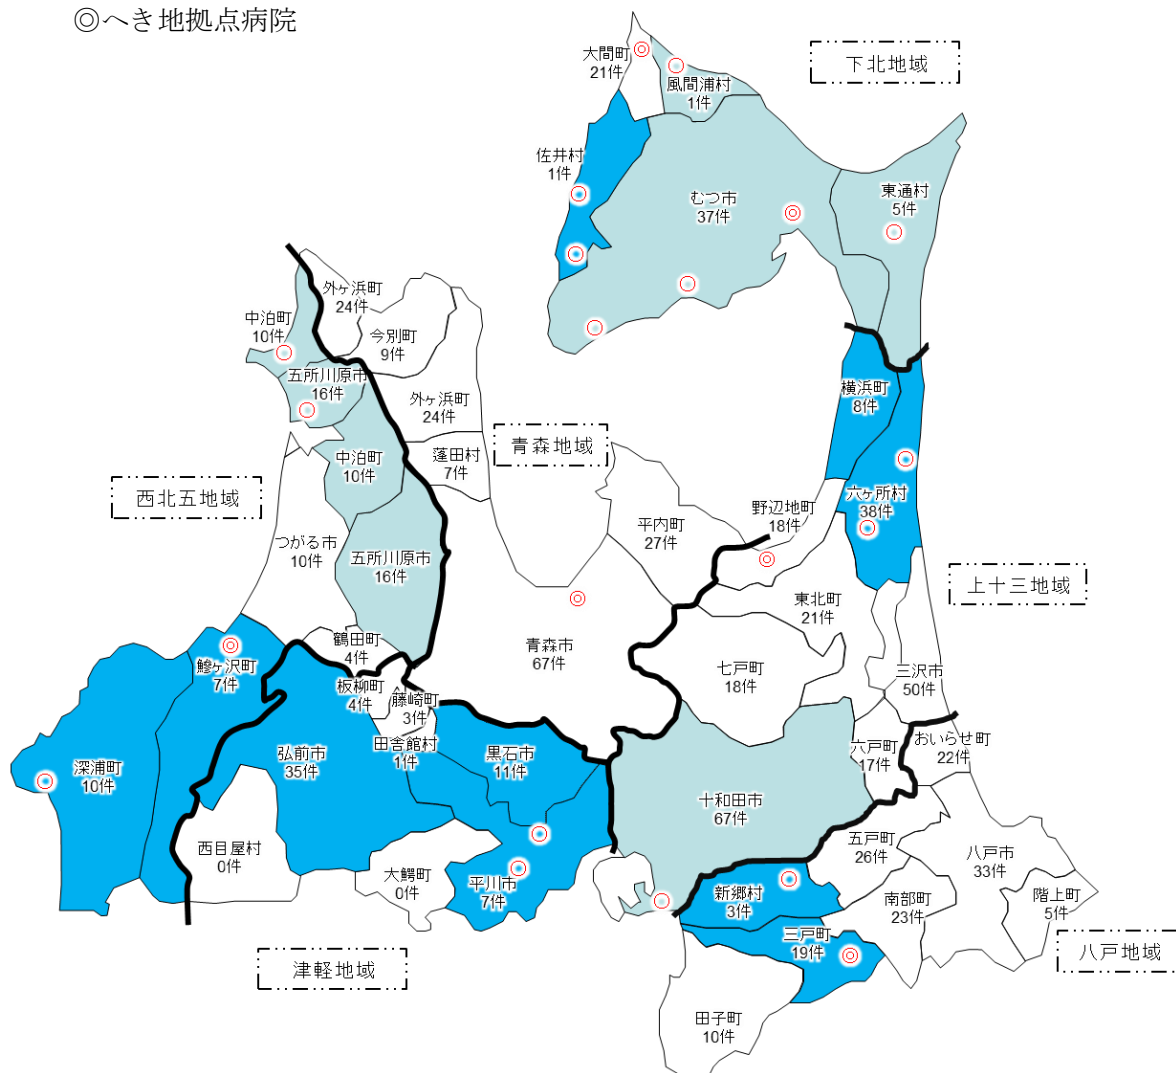 ◎へき地拠点病院
大間町
21件
風間浦村
1件
下北地域
佐井村
1件
むつ市
37件
東通村
5件
外ヶ浜町
24件
中泊町
10件
今別町
9件
五所川原市
16件
外ヶ浜町
24件
横浜町
8件
青森地域
蓬田村
7件
中泊町
10件
西北五地域
六ヶ所村
38件
野辺地町
18件
平内町
27件
つがる市
10件
五所川原市
16件
上十三地域
東北町
21件
鶴田町
4件
青森市
67件
七戸町
18件
鰺ヶ沢町
7件
板柳町
4件
藤崎町
3件
三沢市
50件
田舎館村
1件
黒石市
11件
弘前市
35件
六戸町
17件
おいらせ町
22件
深浦町
10件
十和田市
67件
西目屋村
0件
五戸町
26件
八戸市
33件
大鰐町
0件
平川市
7件
新郷村
3件
南部町
23件
階上町
5件
三戸町
19件
八戸地域
津軽地域
田子町
10件